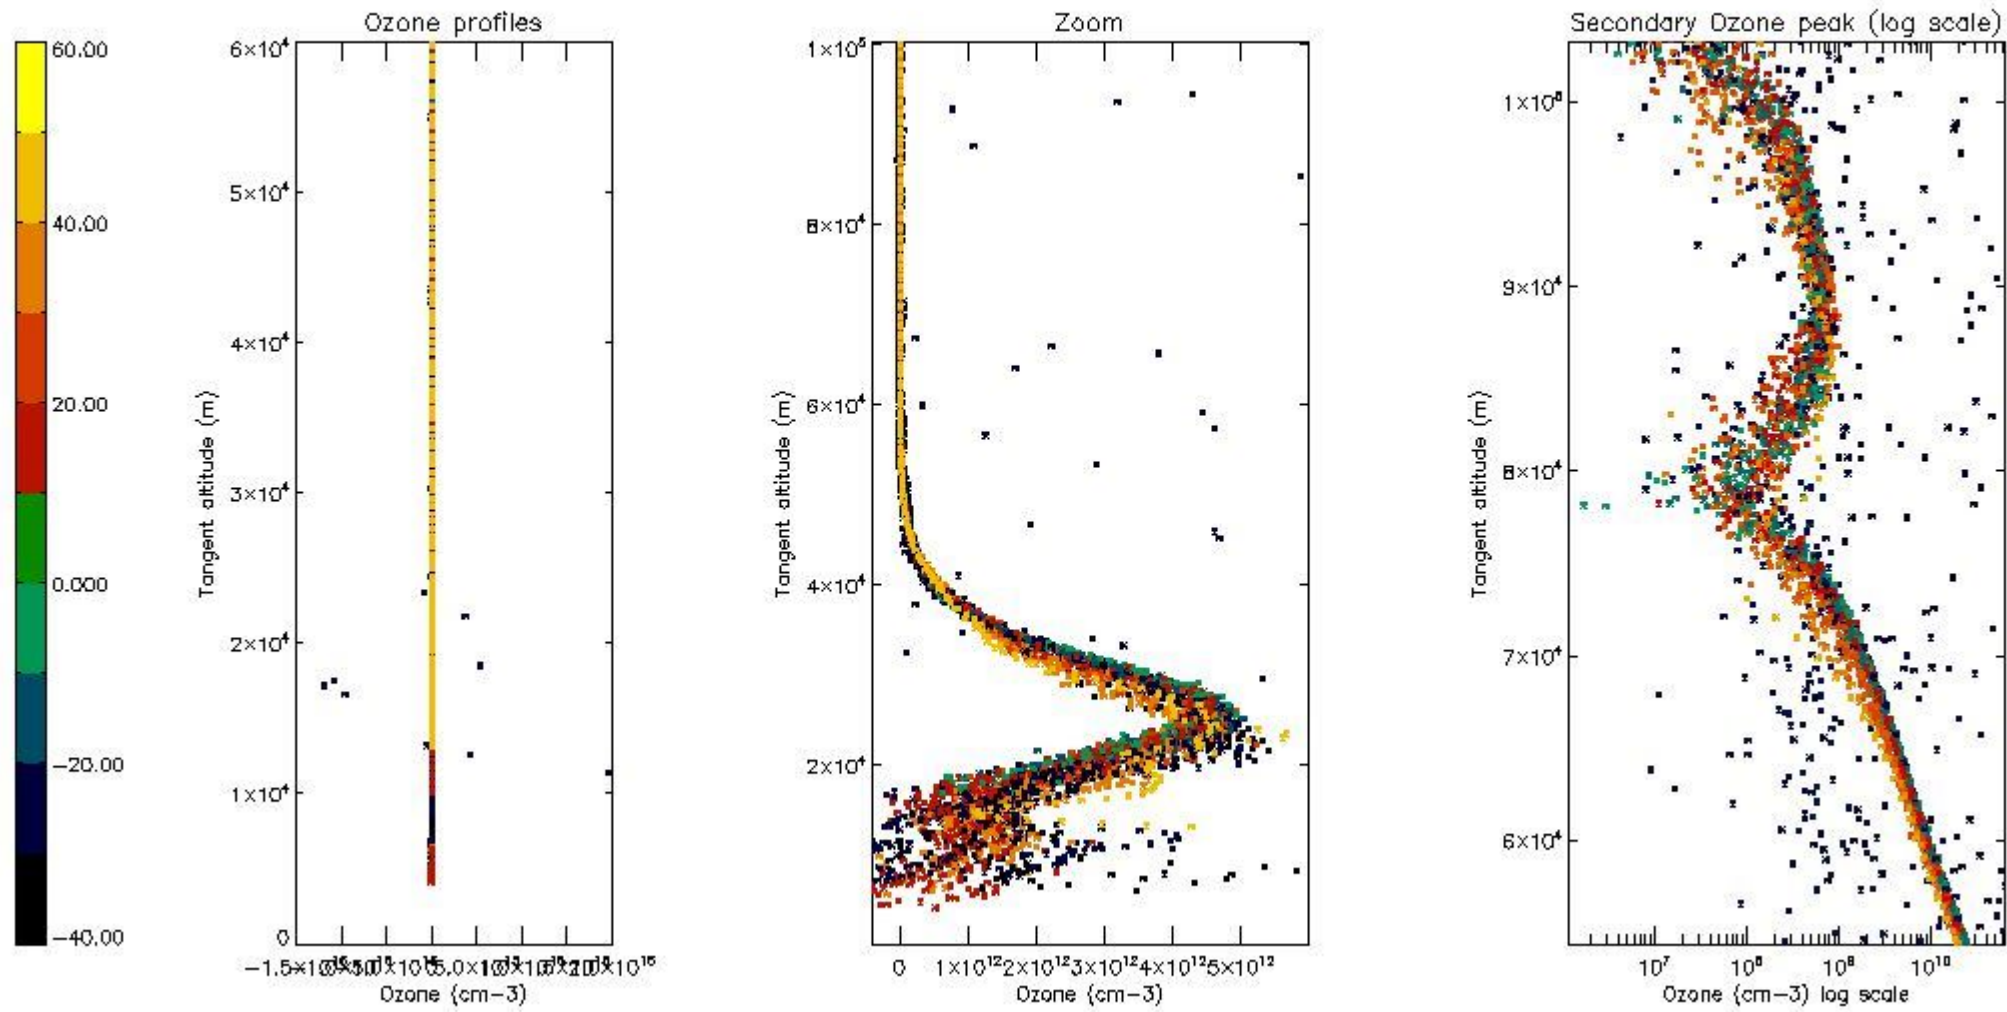 Ozone profiles
Zoom
Secondary Ozone peak (log scale)
60.00
40.00
20.00
0.000
−20.00
−40.00
Tangent altitude (m)
6×10⁴
5×10⁴
4×10⁴
3×10⁴
2×10⁴
1×10⁴
0
Ozone (cm−3)
Tangent altitude (m)
1×10⁵
8×10⁴
6×10⁴
4×10⁴
2×10⁴
0 1×10¹² 2×10¹² 3×10¹² 4×10¹² 5×10¹²
Ozone (cm−3)
Tangent altitude (m)
1×10⁵
9×10⁴
8×10⁴
7×10⁴
6×10⁴
10⁷ 10⁸ 10⁹ 10¹⁰
Ozone (cm−3) log scale